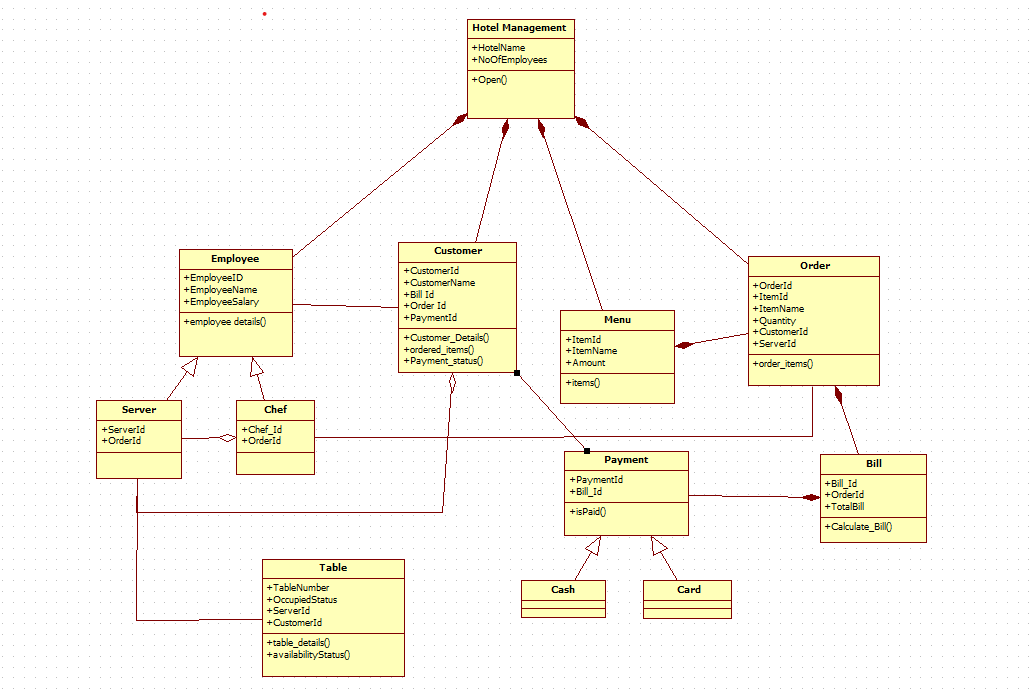 Hotel Management
+HotelName
+NoOfEmployees
+Open()
Employee
+EmployeeID
+EmployeeName
+EmployeeSalary
+employee details()
Customer
+CustomerId
+CustomerName
+Bill Id
+Order Id
+PaymentId
+Customer_Details()
+ordered_items()
+Payment_status()
Menu
+ItemId
+ItemName
+Amount
+items()
Order
+OrderId
+ItemId
+ItemName
+Quantity
+CustomerId
+ServerId
+order_items()
Server
+ServerId
+OrderId
Chef
+Chef_Id
+OrderId
Payment
+PaymentId
+Bill_Id
+isPaid()
Bill
+Bill_Id
+OrderId
+TotalBill
+Calculate_Bill()
Table
+TableNumber
+OccupiedStatus
+ServerId
+CustomerId
+table_details()
+availabilityStatus()
Cash
Card